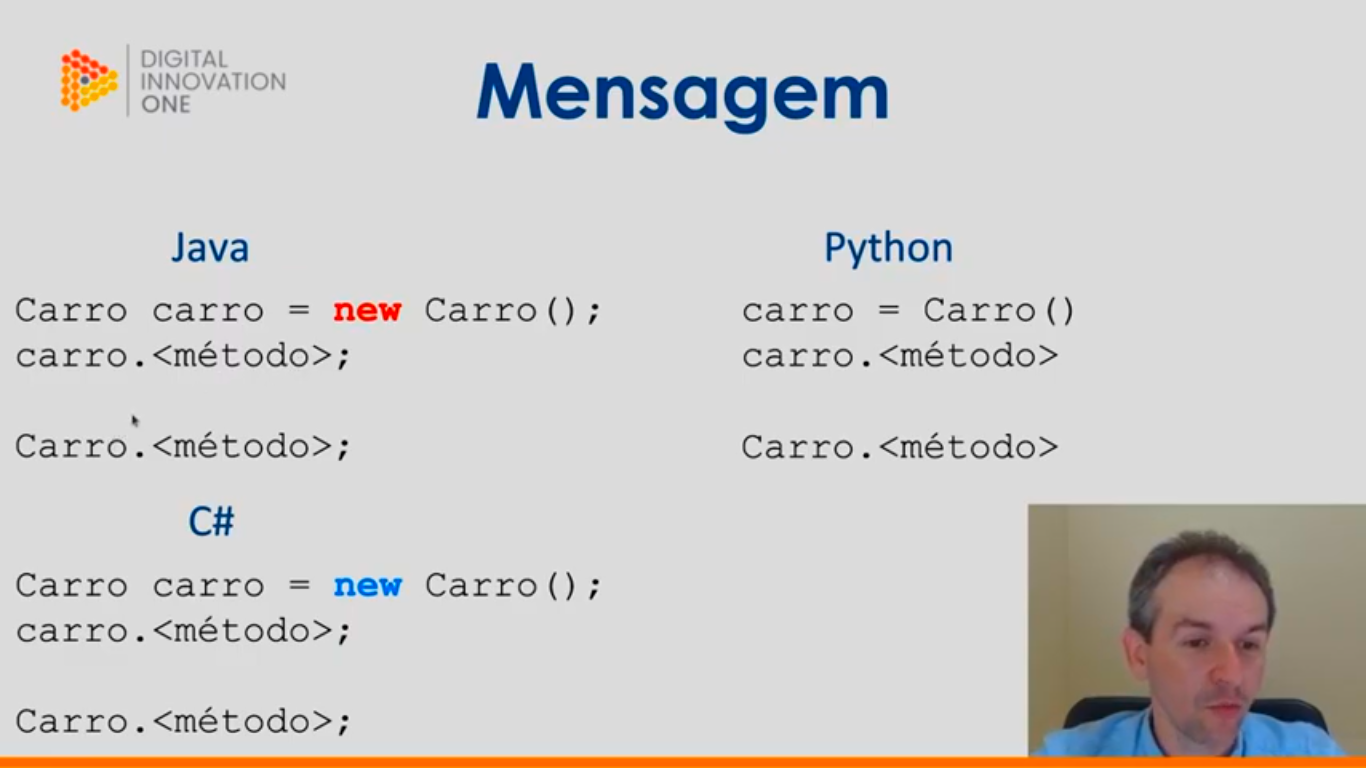 DIGITAL
INNOVATION
ONE
Mensagem
Java
Carro carro = new Carro();
carro.<método>;
Carro.<método>;
Python
carro = Carro()
carro.<método>
Carro.<método>
C#
Carro carro = new Carro();
carro.<método>;
Carro.<método>;